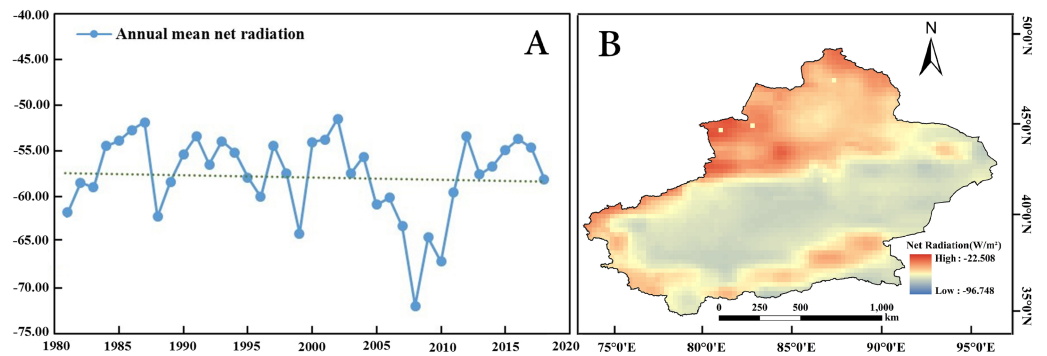 -40.00
-45.00
-50.00
-55.00
-60.00
-65.00
-70.00
-75.00
1980 1985 1990 1995 2000 2005 2010 2015 2020
Annual mean net radiation
A
B
N
50°0'N
45°0'N
40°0'N
35°0'N
Net Radiation(W/m²)
High : -22.508
Low : -96.748
0 250 500 1,000
km
75°0'E 80°0'E 85°0'E 90°0'E 95°0'E